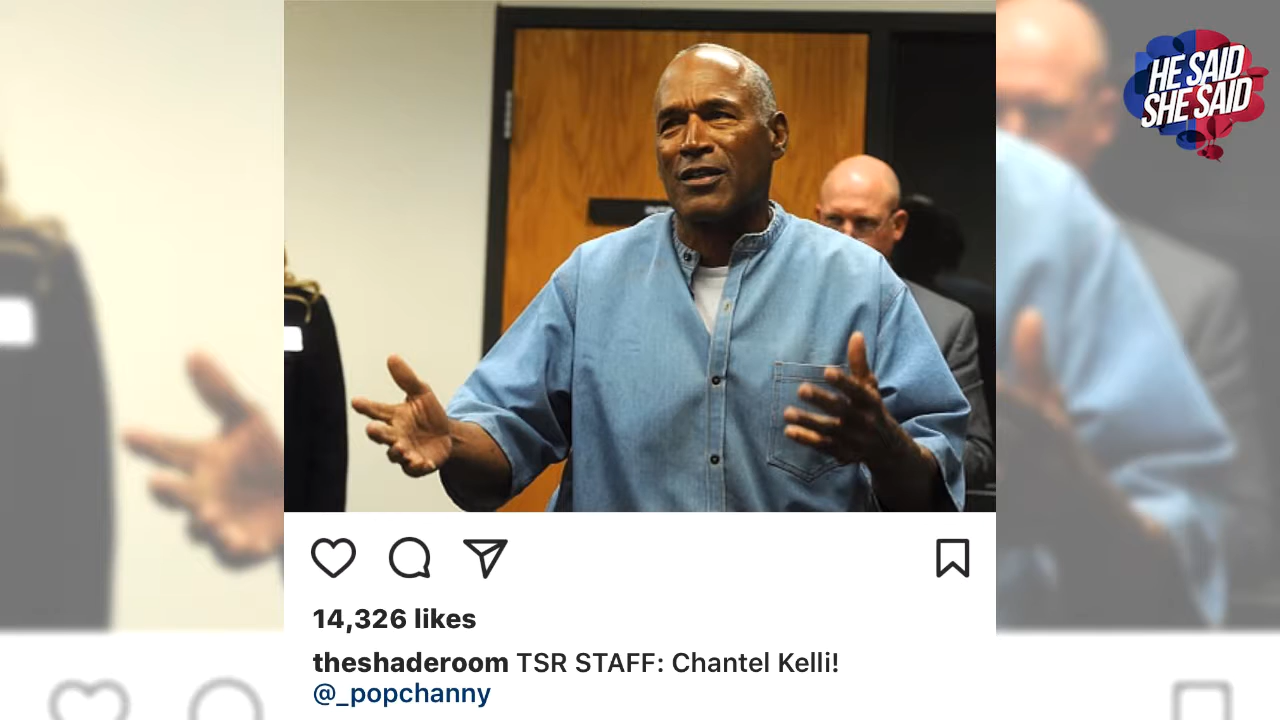 HE SAID
SHE SAID
14,326 likes
theshaderoom TSR STAFF: Chantel Kelli!
@_popchanny